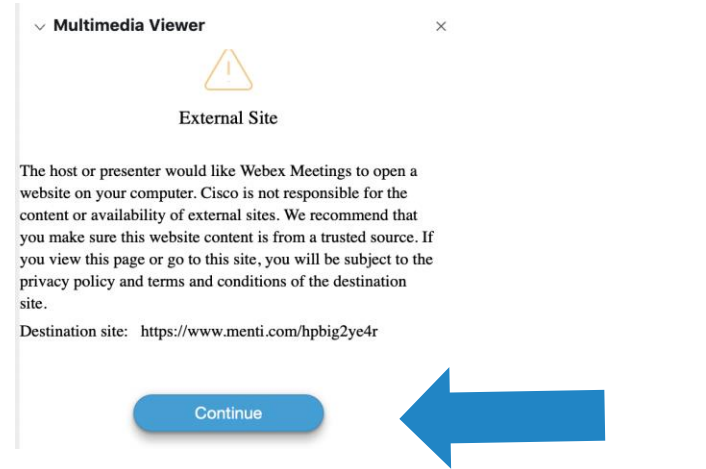 Multimedia Viewer
External Site
The host or presenter would like Webex Meetings to open a
website on your computer. Cisco is not responsible for the
content or availability of external sites. We recommend that
you make sure this website content is from a trusted source. If
you view this page or go to this site, you will be subject to the
privacy policy and terms and conditions of the destination
site.
Destination site: https://www.menti.com/hpbig2ye4r
Continue